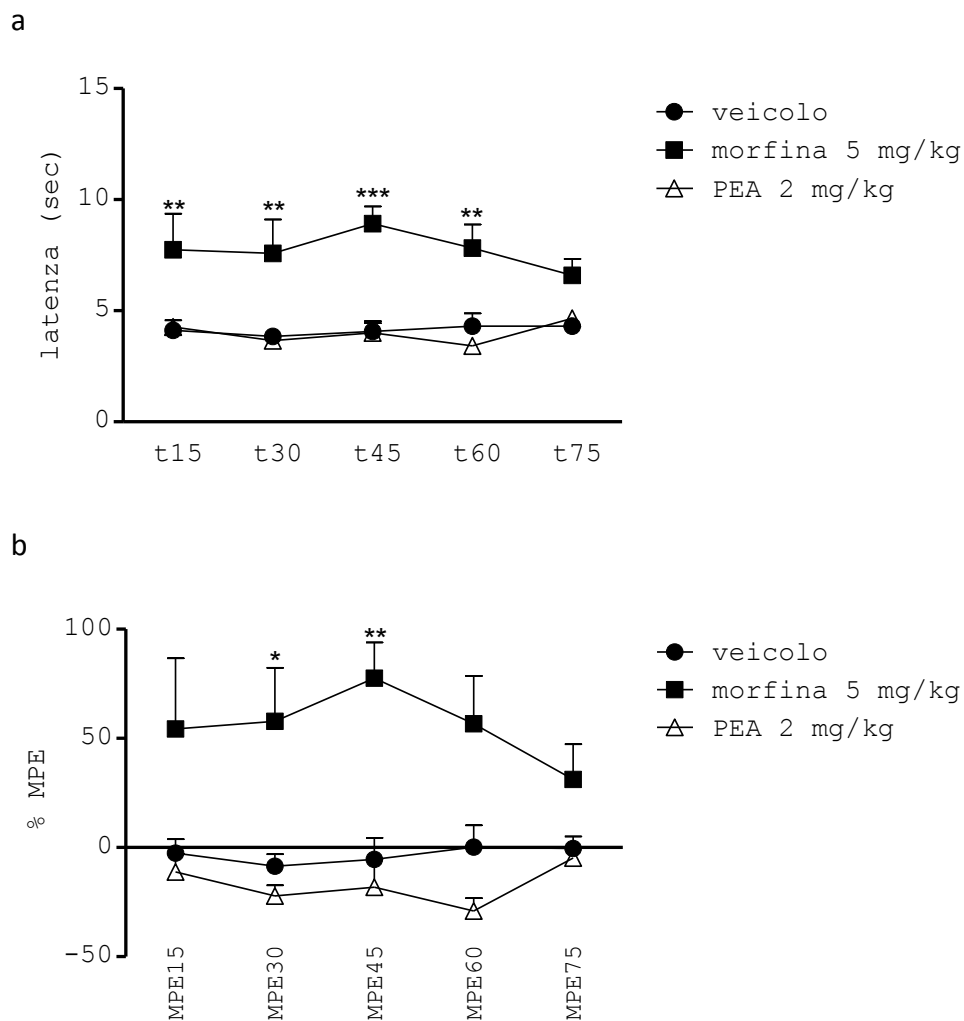 a
15
10
5
0
latenza (sec)
** ** *** **
t15 t30 t45 t60 t75
veicolo
morfina 5 mg/kg
PEA 2 mg/kg
b
100
50
0
-50
% MPE
* **
MPE15 MPE30 MPE45 MPE60 MPE75
veicolo
morfina 5 mg/kg
PEA 2 mg/kg